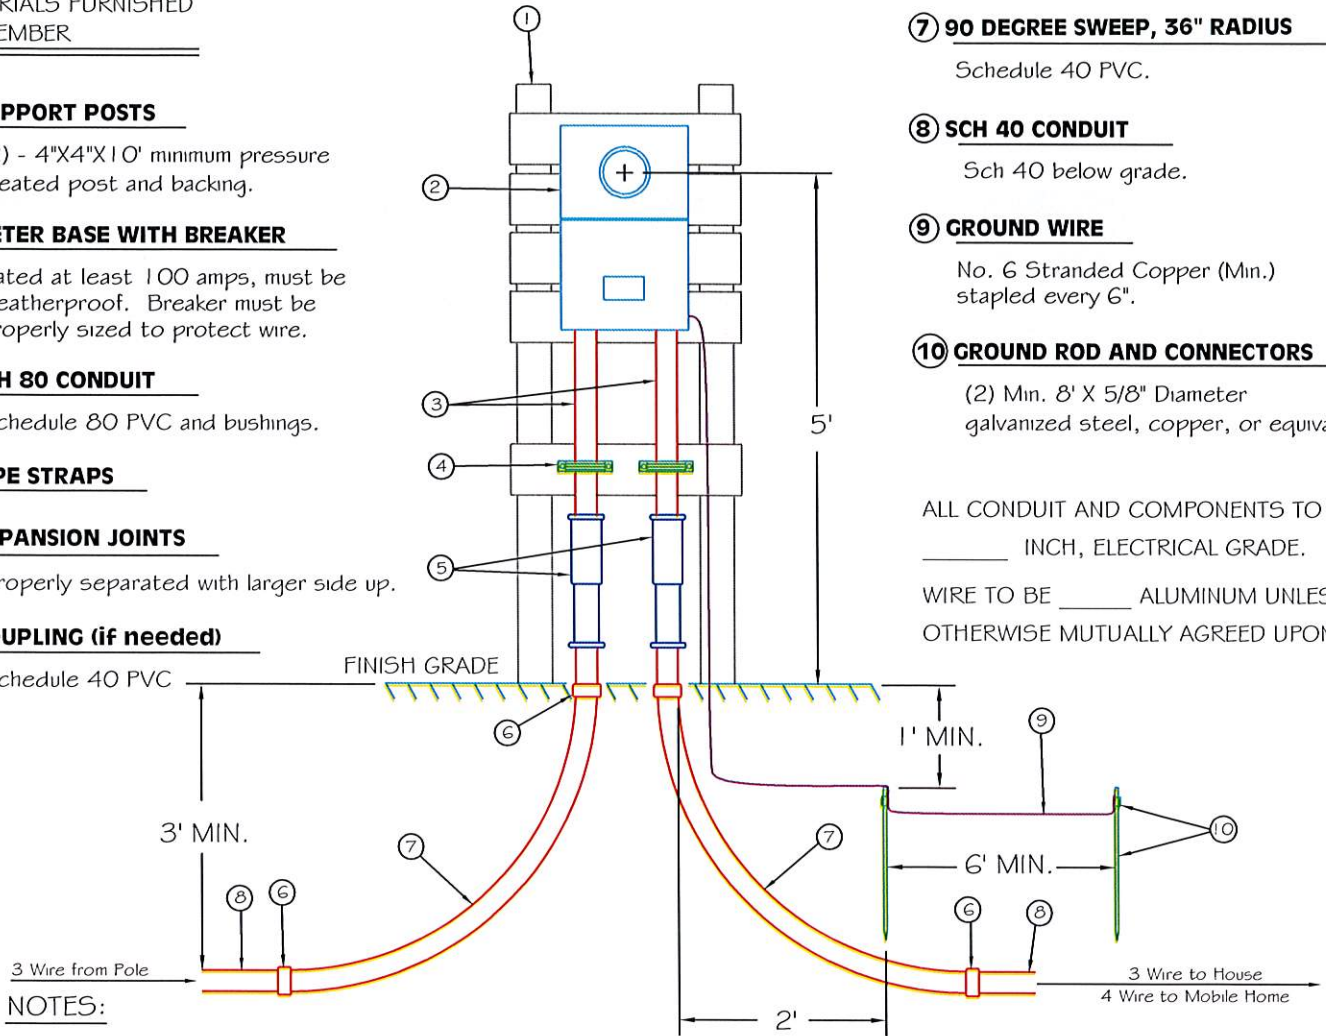 RIALS FURNISHED
EMBER
PPORT POSTS
) - 4"X4"X10' minimum pressure
eated post and backing.
ETER BASE WITH BREAKER
ated at least 100 amps, must be
eatherproof. Breaker must be
roperly sized to protect wire.
H 80 CONDUIT
chedule 80 PVC and bushings.
PE STRAPS
PANSION JOINTS
roperly separated with larger side up.
UPLING (if needed)
chedule 40 PVC
FINISH GRADE
1
2
3
4
5
6
5'
7 90 DEGREE SWEEP, 36" RADIUS
Schedule 40 PVC.
8 SCH 40 CONDUIT
Sch 40 below grade.
9 GROUND WIRE
No. 6 Stranded Copper (Min.)
stapled every 6".
10 GROUND ROD AND CONNECTORS
(2) Min. 8' X 5/8" Diameter
galvanized steel, copper, or equiva
ALL CONDUIT AND COMPONENTS TO
______ INCH, ELECTRICAL GRADE.
WIRE TO BE _____ ALUMINUM UNLES
OTHERWISE MUTUALLY AGREED UPON
1' MIN.
9
3' MIN.
7
7
10
6' MIN.
8
6
6
8
3 Wire from Pole
3 Wire to House
4 Wire to Mobile Home
NOTES:
2'